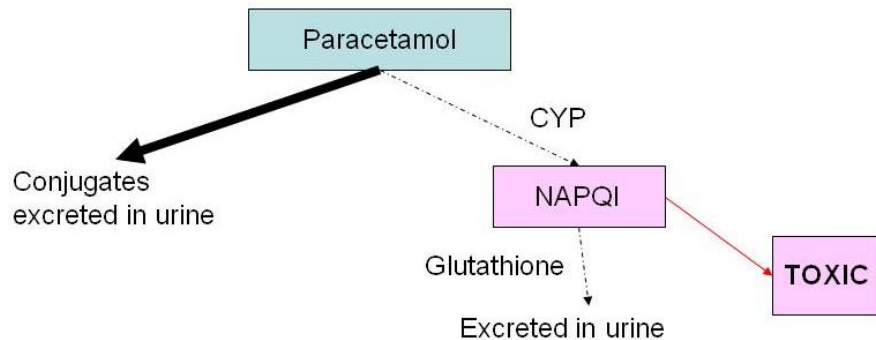 Paracetamol
CYP
Conjugates
excreted in urine
NAPQI
Glutathione
TOXIC
Excreted in urine